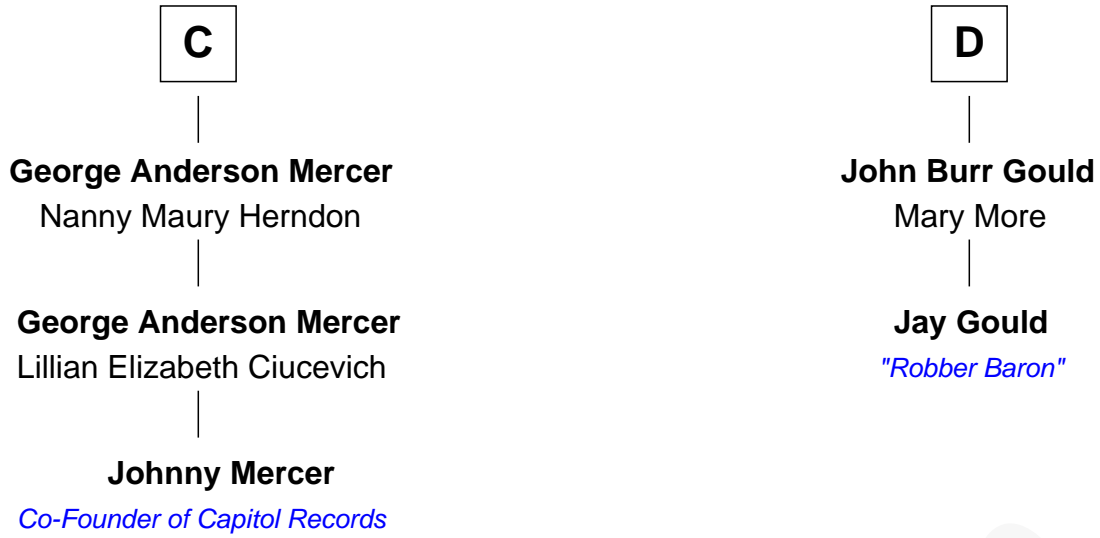 C
George Anderson Mercer
Nanny Maury Herndon
George Anderson Mercer
Lillian Elizabeth Ciucevich
Johnny Mercer
Co-Founder of Capitol Records
D
John Burr Gould
Mary More
Jay Gould
"Robber Baron"